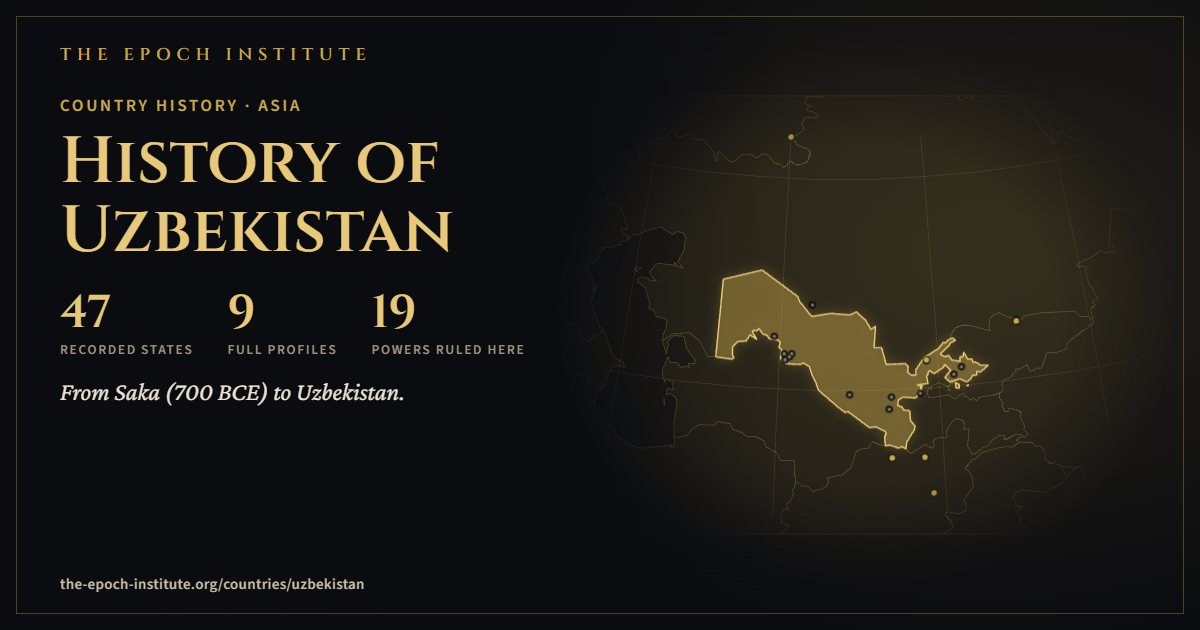 THE EPOCH INSTITUTE
COUNTRY HISTORY · ASIA
History of
Uzbekistan
47 9 19
RECORDED STATES FULL PROFILES POWERS RULED HERE
From Saka (700 BCE) to Uzbekistan.
the-epoch-institute.org/countries/uzbekistan